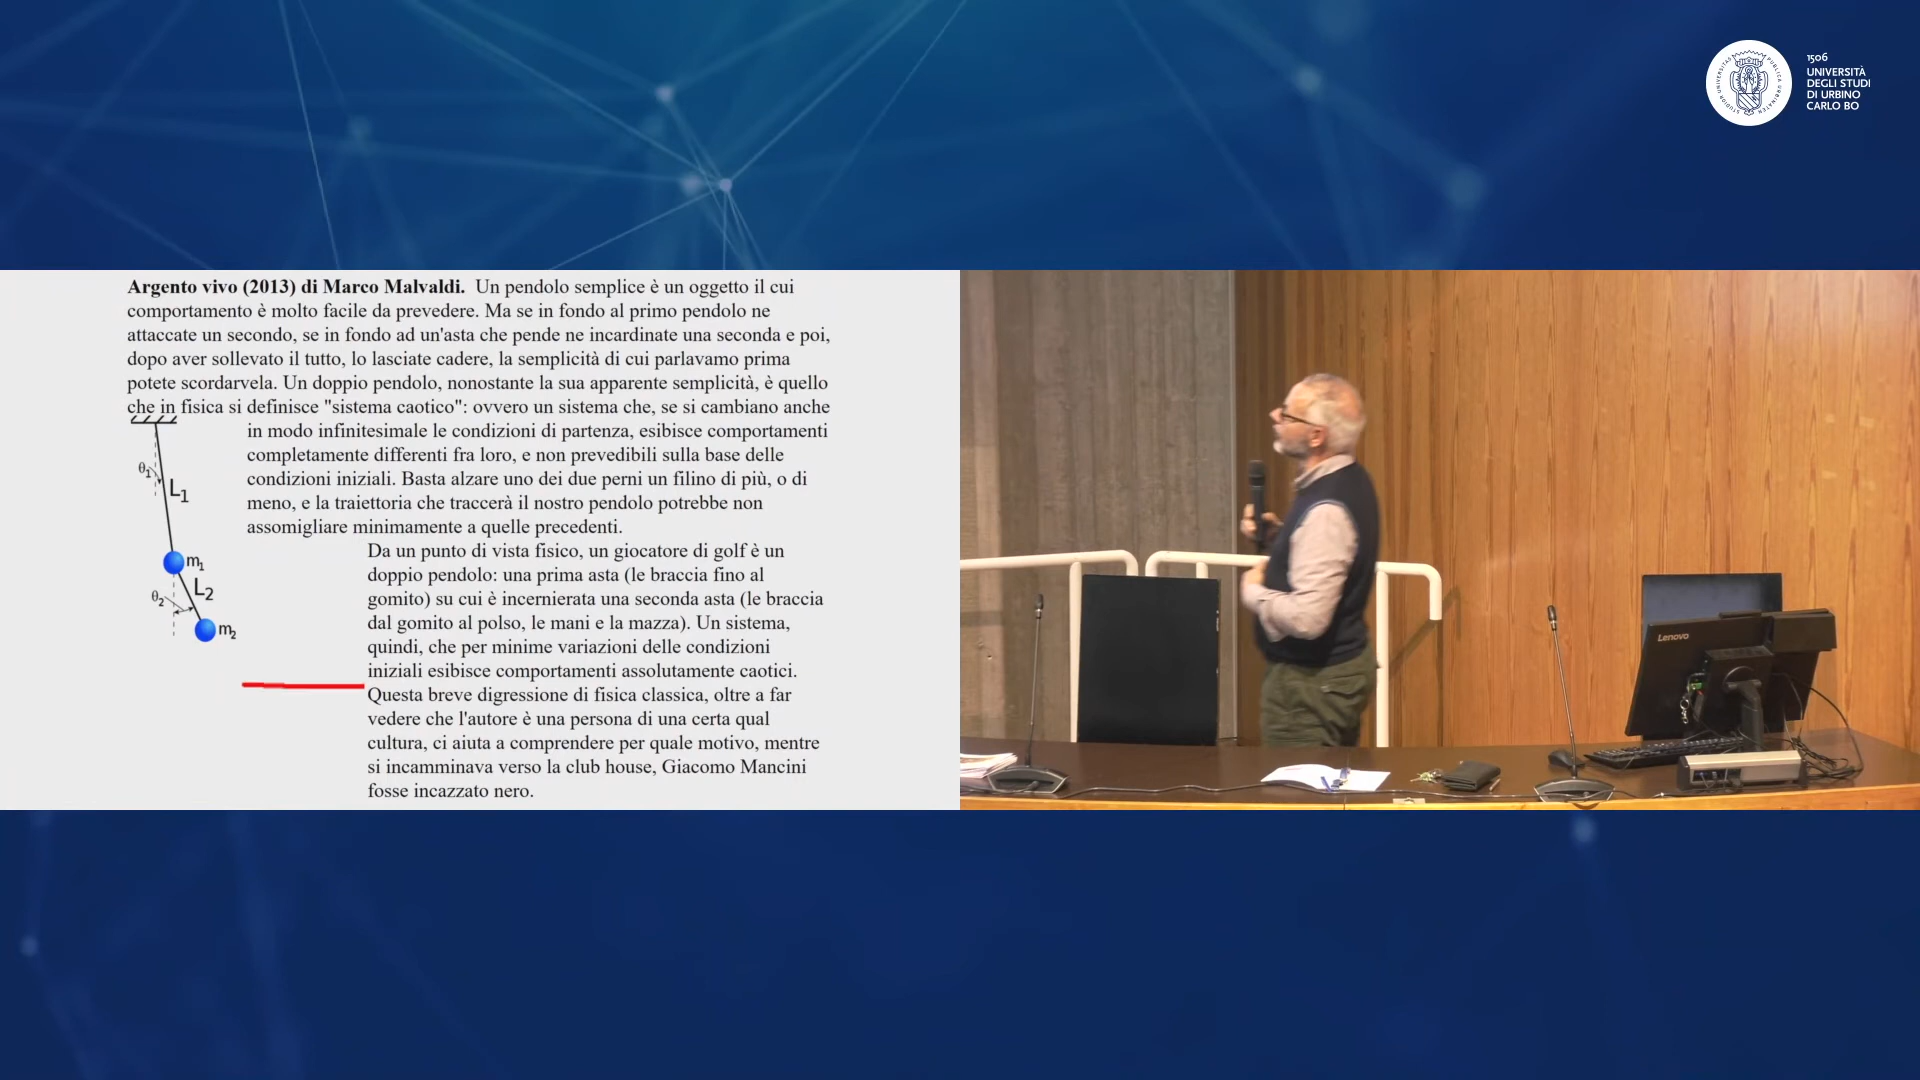 1506
UNIVERSITÀ
DEGLI STUDI
DI URBINO
CARLO BO
Argento vivo (2013) di Marco Malvaldi. Un pendolo semplice è un oggetto il cui
comportamento è molto facile da prevedere. Ma se in fondo al primo pendolo ne
attaccate un secondo, se in fondo ad un'asta che pende ne incardinate una seconda e poi,
dopo aver sollevato il tutto, lo lasciate cadere, la semplicità di cui parlavamo prima
potete scordarvela. Un doppio pendolo, nonostante la sua apparente semplicità, è quello
che in fisica si definisce "sistema caotico": ovvero un sistema che, se si cambiano anche
in modo infinitesimale le condizioni di partenza, esibisce comportamenti
completamente differenti fra loro, e non prevedibili sulla base delle
condizioni iniziali. Basta alzare uno dei due perni un filino di più, o di
meno, e la traiettoria che traccerà il nostro pendolo potrebbe non
assomigliare minimamente a quelle precedenti.
θ1
L1
m1
θ2
L2
m2
Da un punto di vista fisico, un giocatore di golf è un
doppio pendolo: una prima asta (le braccia fino al
gomito) su cui è incernierata una seconda asta (le braccia
dal gomito al polso, le mani e la mazza). Un sistema,
quindi, che per minime variazioni delle condizioni
iniziali esibisce comportamenti assolutamente caotici.
Questa breve digressione di fisica classica, oltre a far
vedere che l'autore è una persona di una certa qual
cultura, ci aiuta a comprendere per quale motivo, mentre
si incamminava verso la club house, Giacomo Mancini
fosse incazzato nero.
Lenovo